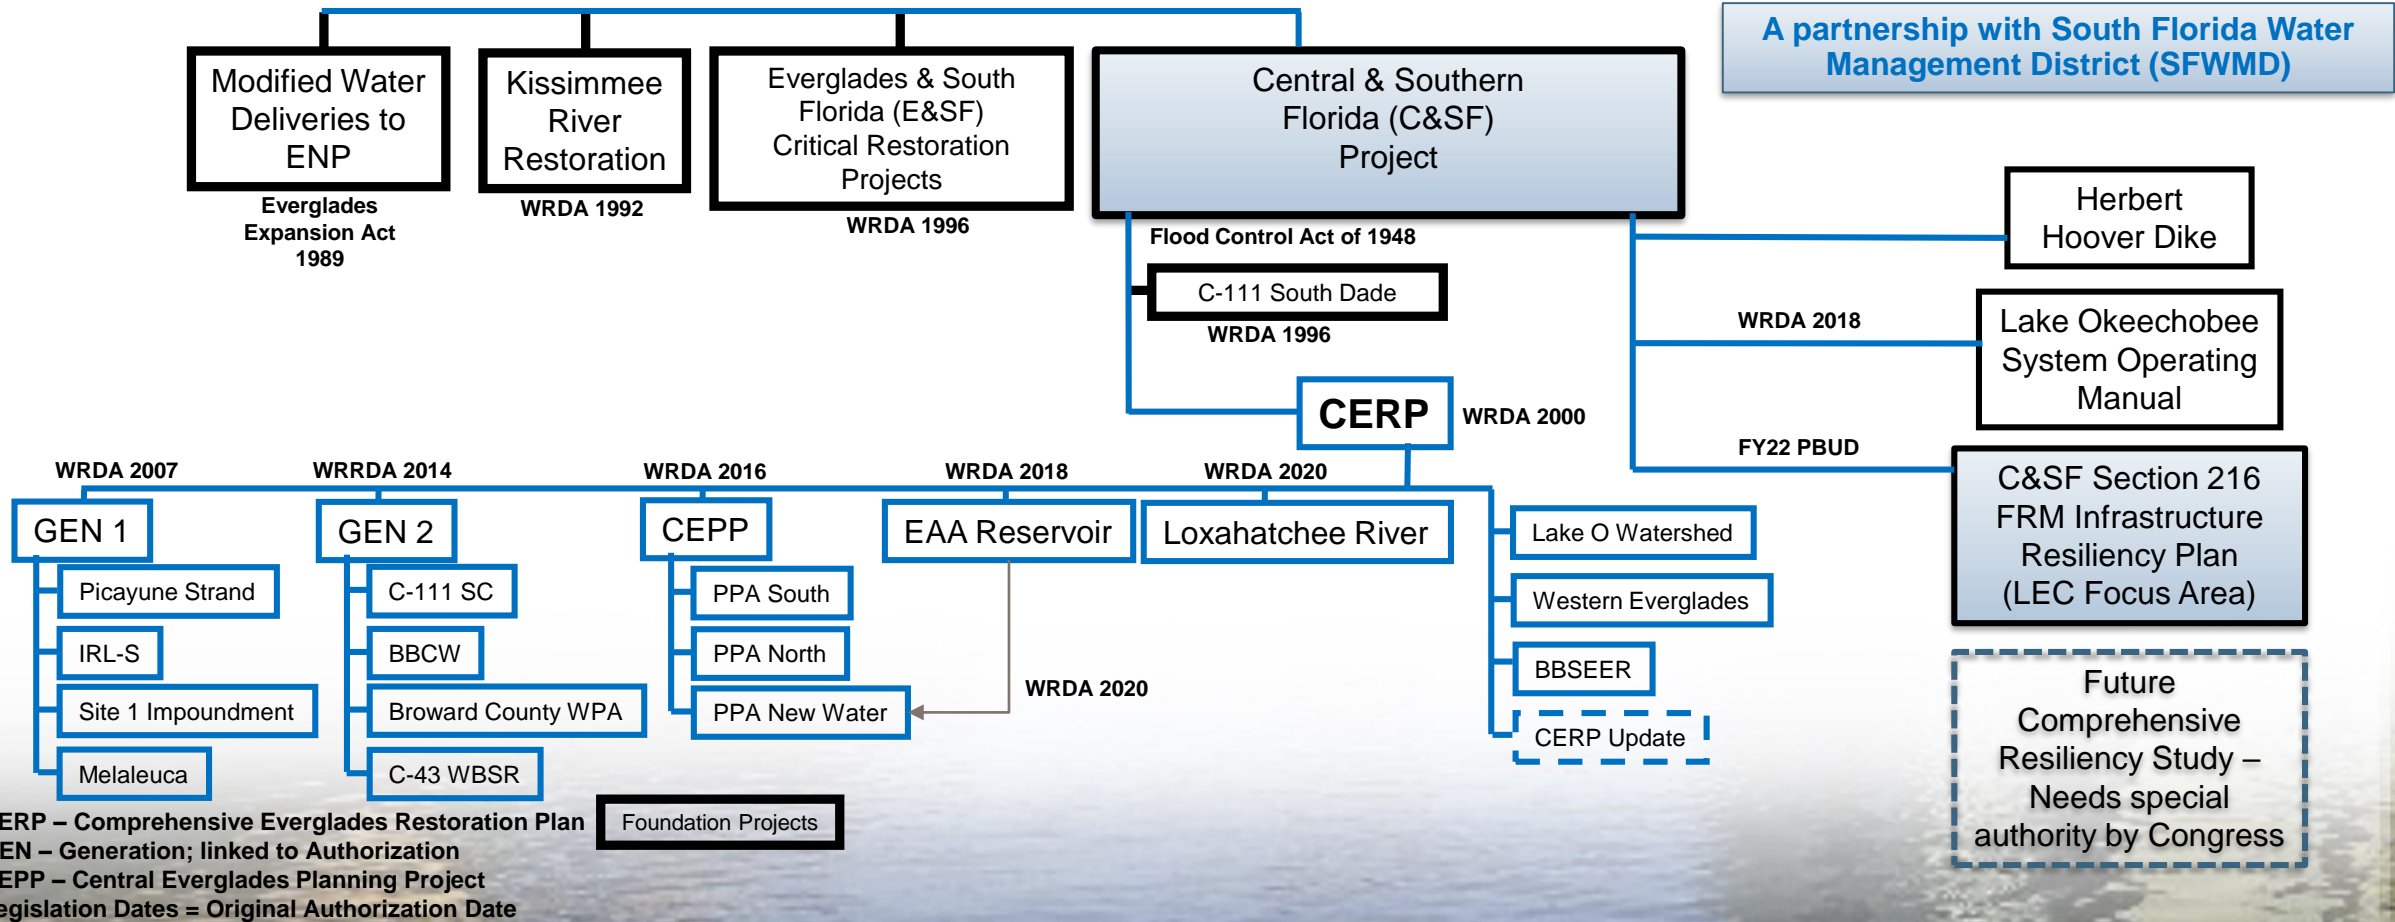 A partnership with South Florida Water
Management District (SFWMD)
Modified Water
Deliveries to
ENP
Everglades
Expansion Act
1989
Kissimmee
River
Restoration
WRDA 1992
Everglades & South
Florida (E&SF)
Critical Restoration
Projects
WRDA 1996
Central & Southern
Florida (C&SF)
Project
Flood Control Act of 1948
C-111 South Dade
WRDA 1996
Herbert
Hoover Dike
WRDA 2018
Lake Okeechobee
System Operating
Manual
CERP
WRDA 2000
FY22 PBUD
C&SF Section 216
FRM Infrastructure
Resiliency Plan
(LEC Focus Area)
WRDA 2007
GEN 1
Picayune Strand
IRL-S
Site 1 Impoundment
Melaleuca
WRRDA 2014
GEN 2
C-111 SC
BBCW
Broward County WPA
C-43 WBSR
WRDA 2016
CEPP
PPA South
PPA North
PPA New Water
WRDA 2018
EAA Reservoir
WRDA 2020
WRDA 2020
Loxahatchee River
Lake O Watershed
Western Everglades
BBSEER
CERP Update
Future
Comprehensive
Resiliency Study –
Needs special
authority by Congress
ERP – Comprehensive Everglades Restoration Plan
EN – Generation; linked to Authorization
EPP – Central Everglades Planning Project
egislation Dates = Original Authorization Date
Foundation Projects